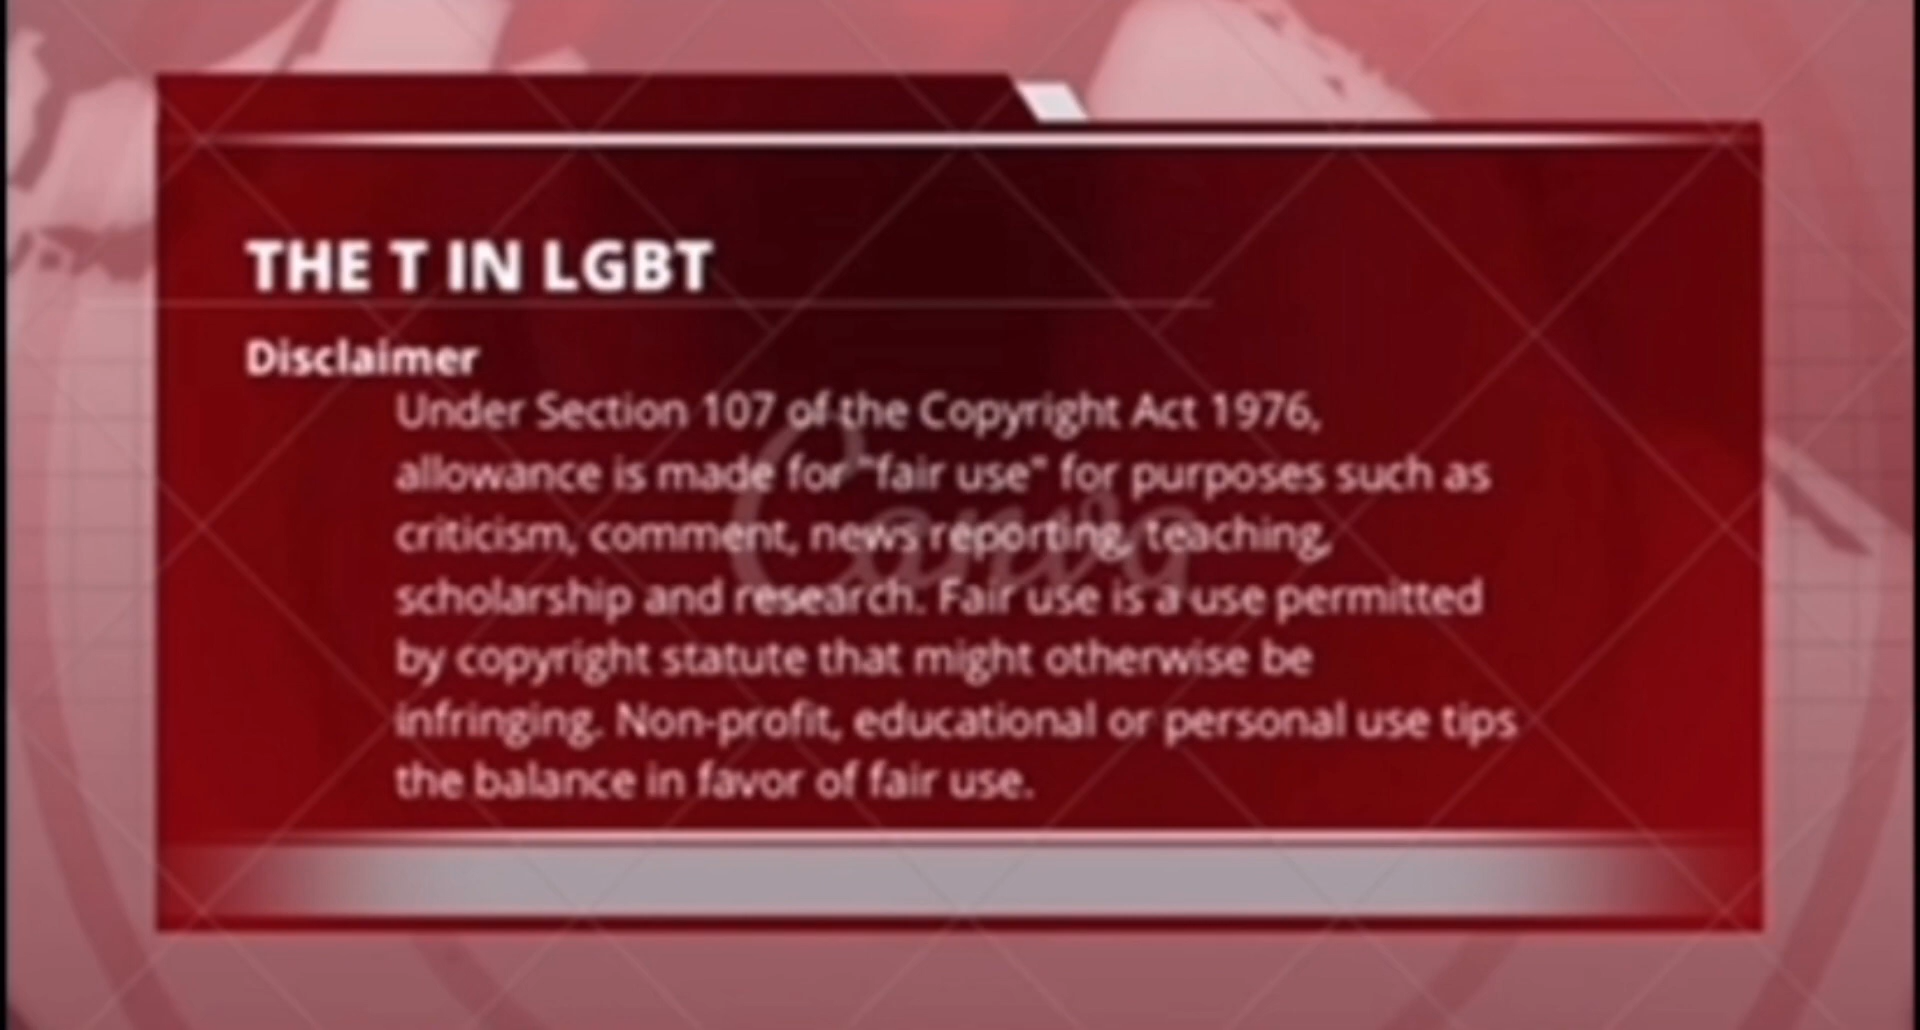 THE T IN LGBT
Disclaimer
Under Section 107 of the Copyright Act 1976,
allowance is made for "fair use" for purposes such as
criticism, comment, news reporting, teaching,
scholarship and research. Fair use is a use permitted
by copyright statute that might otherwise be
infringing. Non-profit, educational or personal use tips
the balance in favor of fair use.
Canva